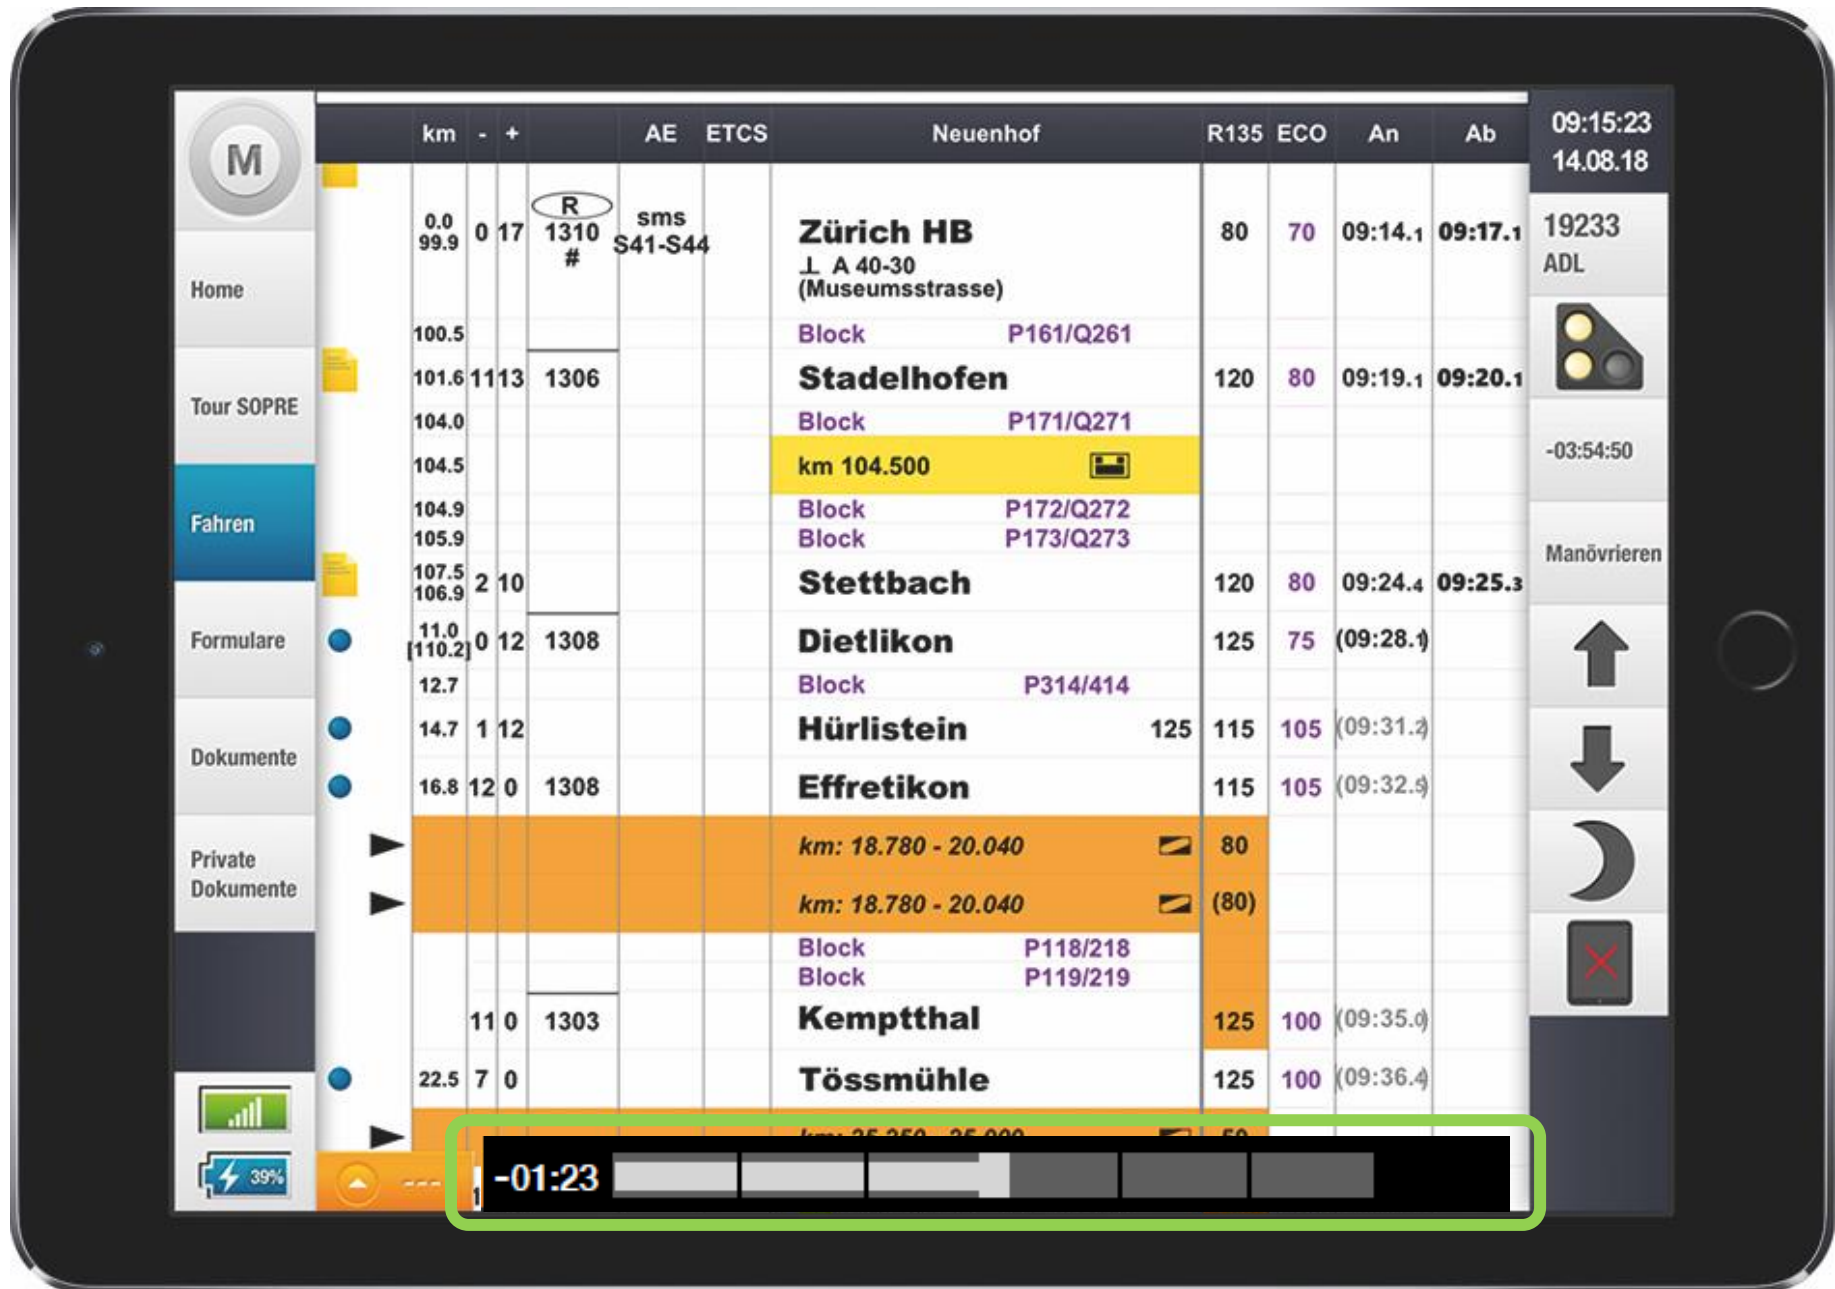 km - + AE ETCS Neuenhof R135 ECO An Ab
09:15:23
14.08.18
M
Home
Tour SOPRE
Fahren
Formulare
Dokumente
Private
Dokumente
39%
R
0.0
99.9 0 17 1310 sms Zürich HB 80 70 09:14.1 09:17.1
# S41-S44
⊥ A 40-30
(Museumsstrasse)
100.5 Block P161/Q261
101.6 11 13 1306 Stadelhofen 120 80 09:19.1 09:20.1
104.0 Block P171/Q271
104.5 km 104.500
104.9 Block P172/Q272
105.9 Block P173/Q273
107.5
106.9 2 10 Stettbach 120 80 09:24.4 09:25.3
11.0
[110.2] 0 12 1308 Dietlikon 125 75 (09:28.1)
12.7 Block P314/414
14.7 1 12 Hürlistein 125 115 105 (09:31.2)
16.8 12 0 1308 Effretikon 115 105 (09:32.5)
km: 18.780 - 20.040 80
km: 18.780 - 20.040 (80)
Block P118/218
Block P119/219
11 0 1303 Kemptthal 125 100 (09:35.0)
22.5 7 0 Tössmühle 125 100 (09:36.4)
---
-01:23
19233
ADL
-03:54:50
Manövrieren